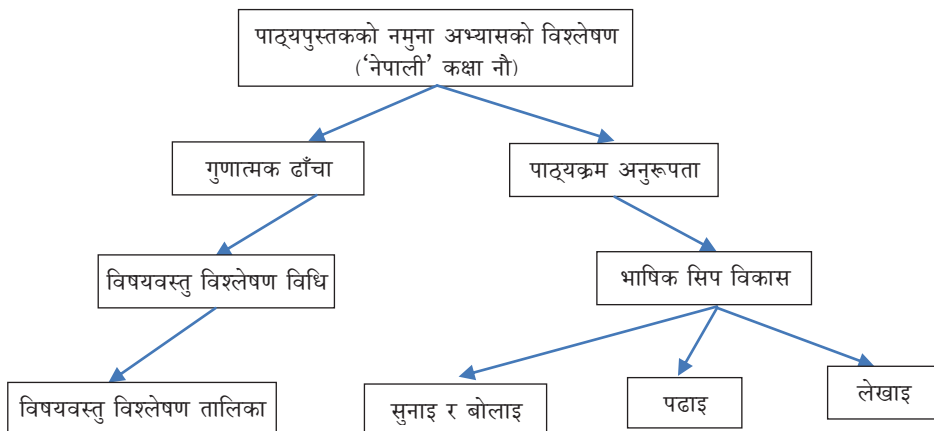 पाठ्यपुस्तकको नमुना अभ्यासको विश्लेषण
(‘नेपाली’ कक्षा नौ)
गुणात्मक ढाँचा
पाठ्यक्रम अनुरूपता
विषयवस्तु विश्लेषण विधि
भाषिक सिप विकास
विषयवस्तु विश्लेषण तालिका
सुनाइ र बोलाइ
पढाइ
लेखाइ